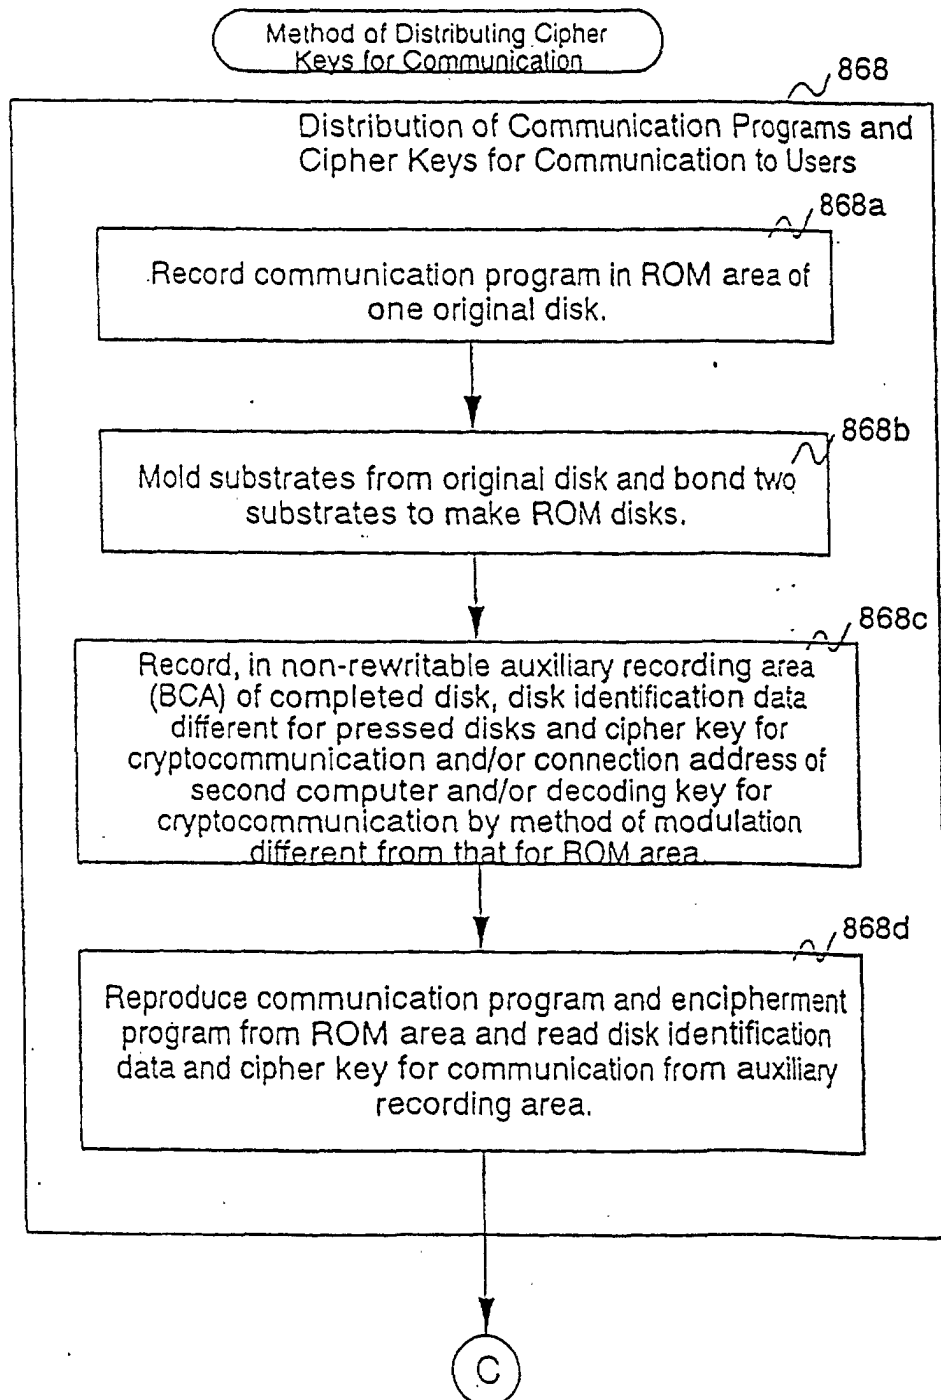 Method of Distributing Cipher
Keys for Communication
868
Distribution of Communication Programs and
Cipher Keys for Communication to Users
868a
Record communication program in ROM area of
one original disk.
868b
Mold substrates from original disk and bond two
substrates to make ROM disks.
868c
Record, in non-rewritable auxiliary recording area
(BCA) of completed disk, disk identification data
different for pressed disks and cipher key for
cryptocommunication and/or connection address of
second computer and/or decoding key for
cryptocommunication by method of modulation
different from that for ROM area.
868d
Reproduce communication program and encipherment
program from ROM area and read disk identification
data and cipher key for communication from auxiliary
recording area.
C